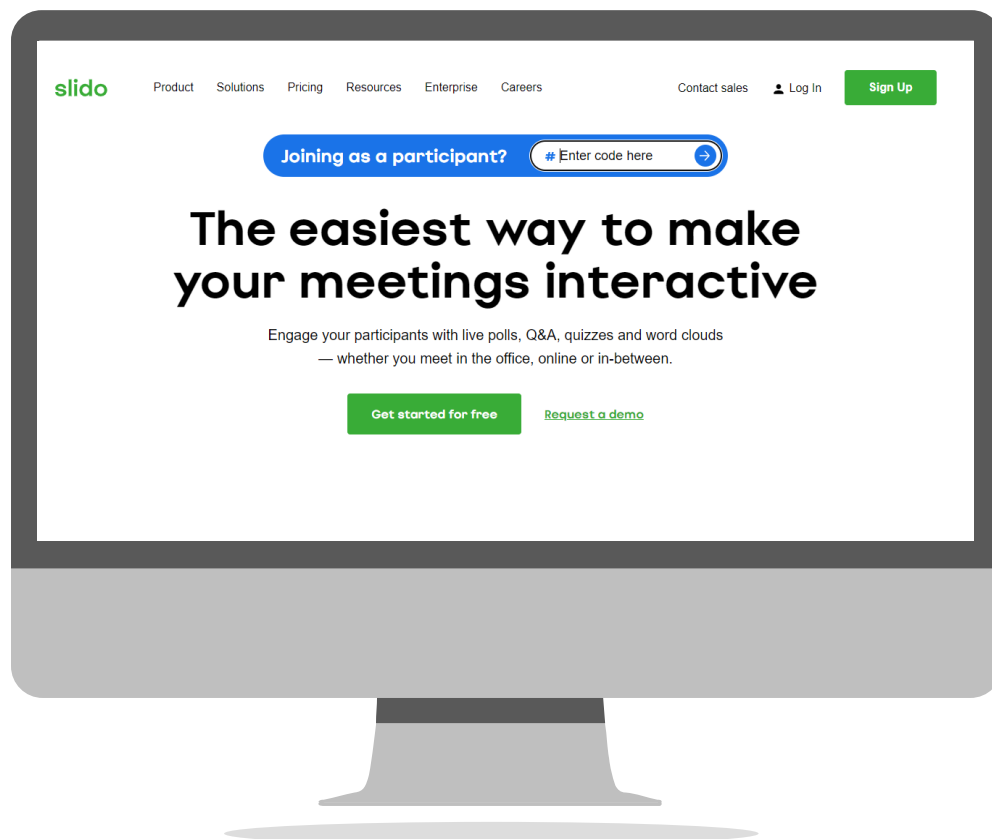 slido
Product Solutions Pricing Resources Enterprise Careers Contact sales Log In Sign Up
Joining as a participant? # Enter code here
The easiest way to make
your meetings interactive
Engage your participants with live polls, Q&A, quizzes and word clouds
— whether you meet in the office, online or in-between.
Get started for free Request a demo